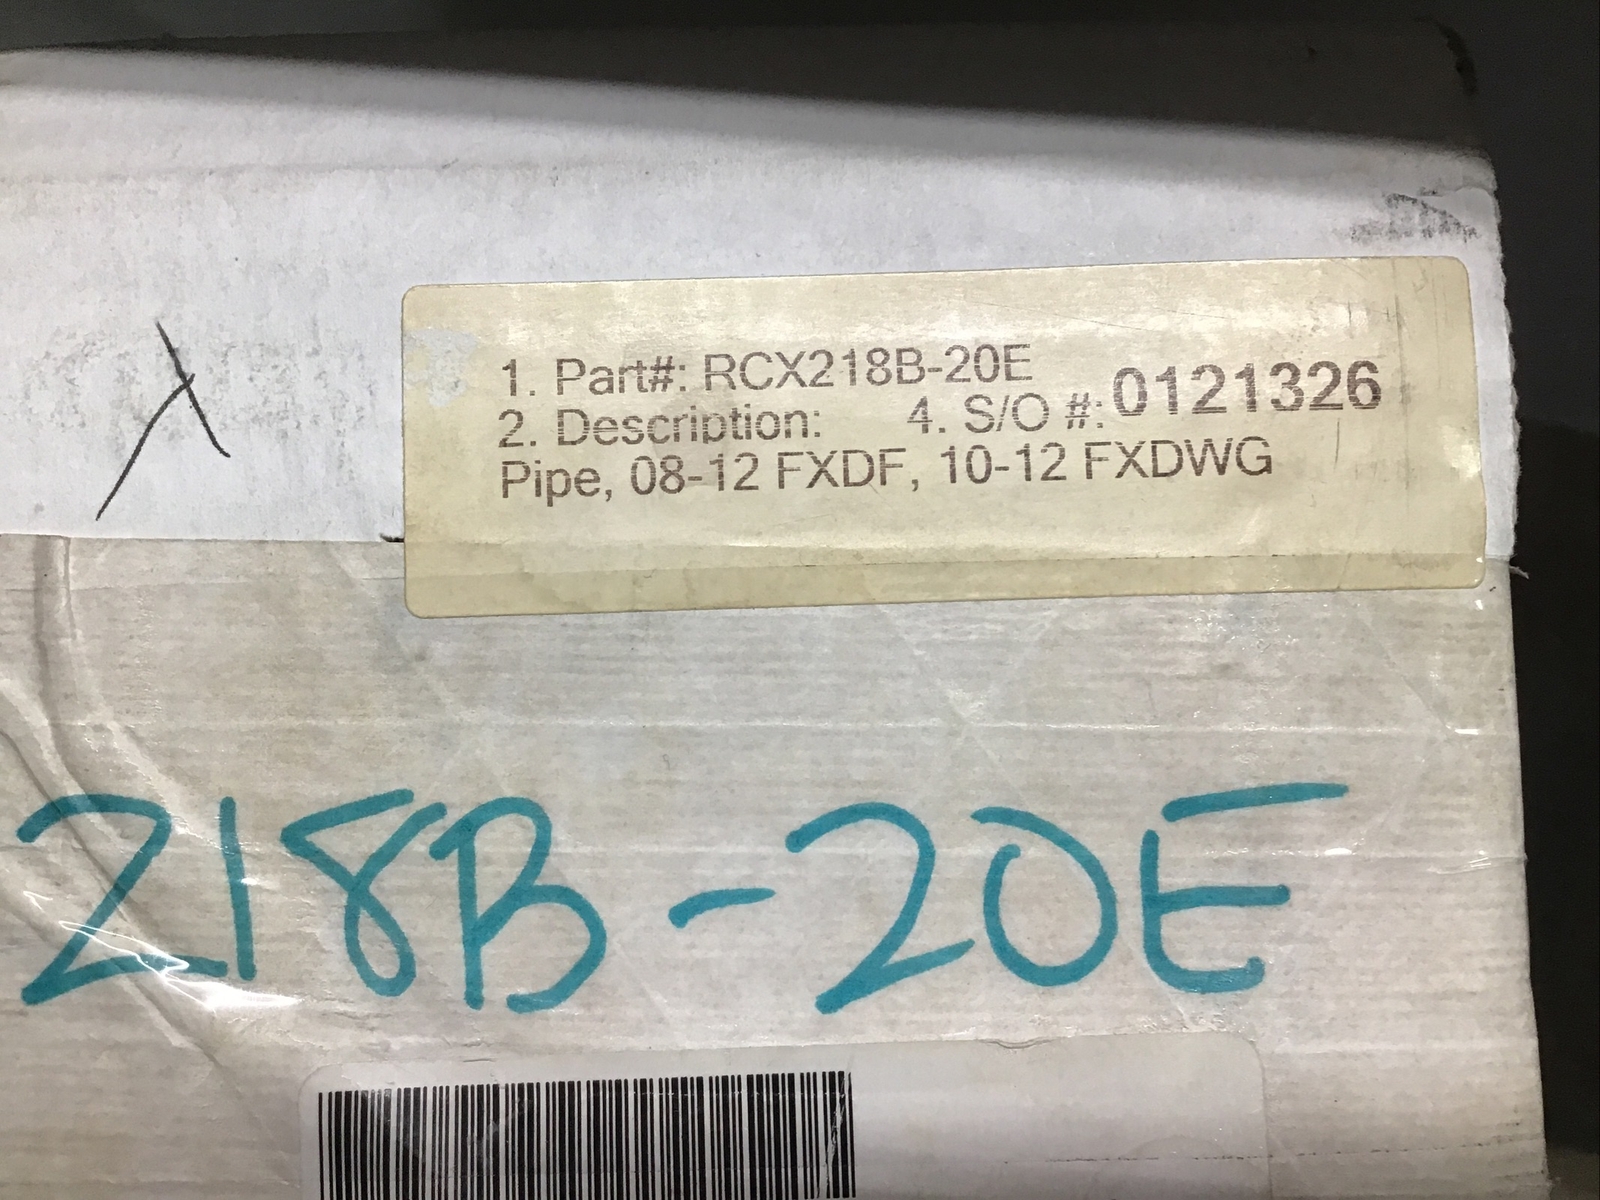 1. Part#: RCX218B-20E
2. Description: 4. S/O #: 0121326
Pipe, 08-12 FXDF, 10-12 FXDWG
218B-20E